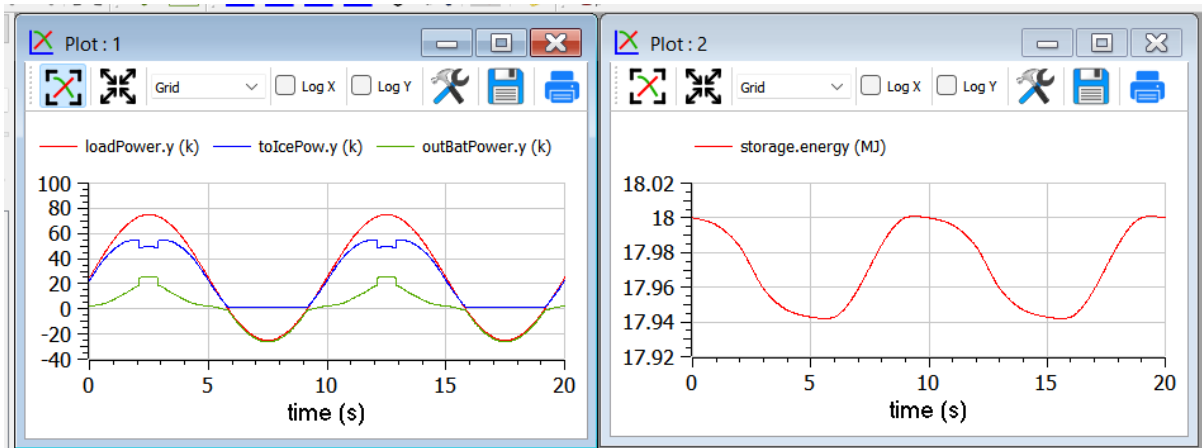 Plot : 1
Grid
Log X
Log Y
loadPower.y (k)
toIcePow.y (k)
outBatPower.y (k)
100
80
60
40
20
0
-20
-40
0
5
10
15
20
time (s)
Plot : 2
Grid
Log X
Log Y
storage.energy (MJ)
18.02
18
17.98
17.96
17.94
17.92
0
5
10
15
20
time (s)